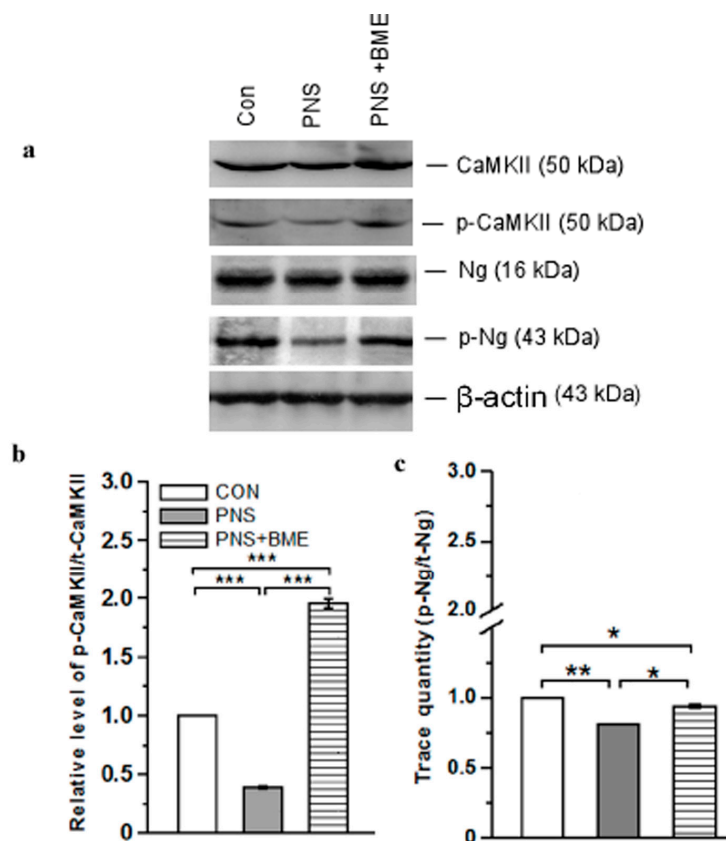 Con
PNS
PNS +BME
a
CaMKII (50 kDa)
p-CaMKII (50 kDa)
Ng (16 kDa)
p-Ng (43 kDa)
β-actin (43 kDa)
b
Relative level of p-CaMKII/t-CaMKII
3.0
2.5
2.0
1.5
1.0
0.5
0
CON
PNS
PNS+BME
***
*** ***
c
Trace quantity (p-Ng/t-Ng)
3.0
2.5
2.0
1.0
0.5
0
*
** *